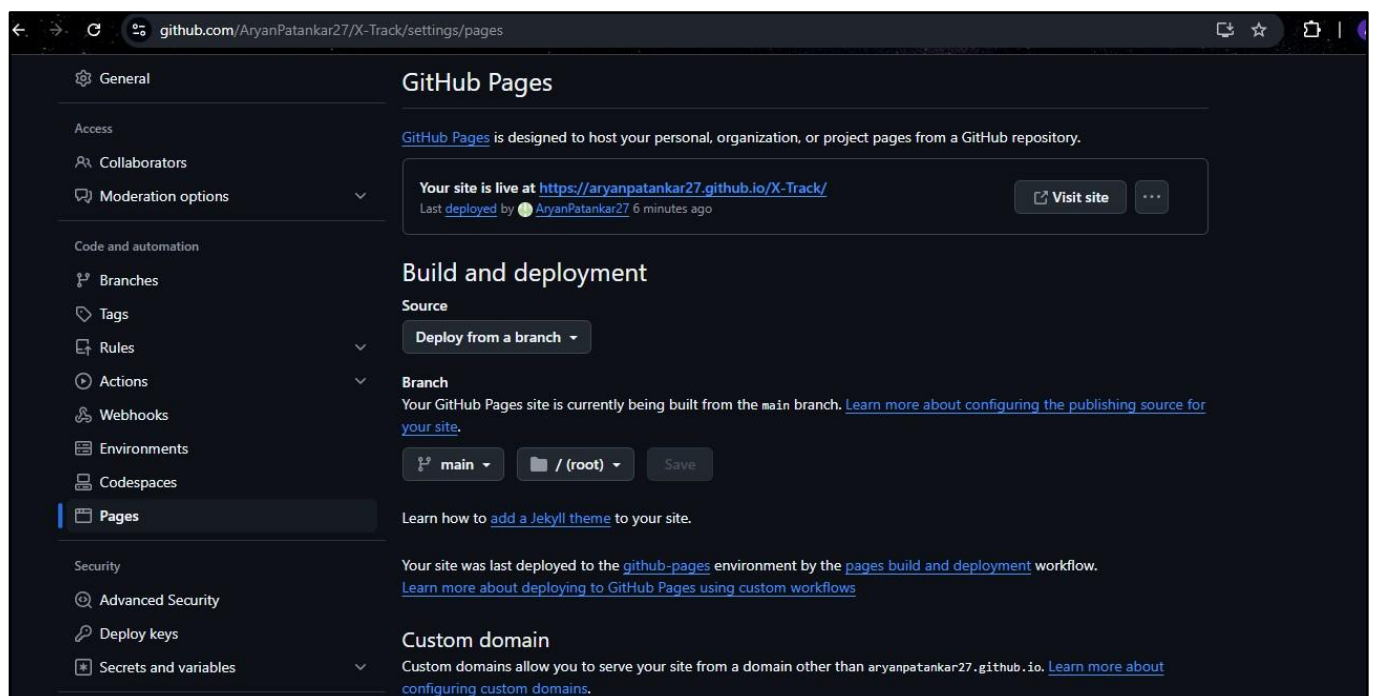 github.com/AryanPatankar27/X-Track/settings/pages
General
Access
Collaborators
Moderation options
Code and automation
Branches
Tags
Rules
Actions
Webhooks
Environments
Codespaces
Pages
Security
Advanced Security
Deploy keys
Secrets and variables
GitHub Pages
GitHub Pages is designed to host your personal, organization, or project pages from a GitHub repository.
Your site is live at https://aryanpatankar27.github.io/X-Track/
Last deployed by AryanPatankar27 6 minutes ago
Visit site
Build and deployment
Source
Deploy from a branch
Branch
Your GitHub Pages site is currently being built from the main branch. Learn more about configuring the publishing source for
your site.
main / (root) Save
Learn how to add a Jekyll theme to your site.
Your site was last deployed to the github-pages environment by the pages build and deployment workflow.
Learn more about deploying to GitHub Pages using custom workflows
Custom domain
Custom domains allow you to serve your site from a domain other than aryanpatankar27.github.io. Learn more about
configuring custom domains.